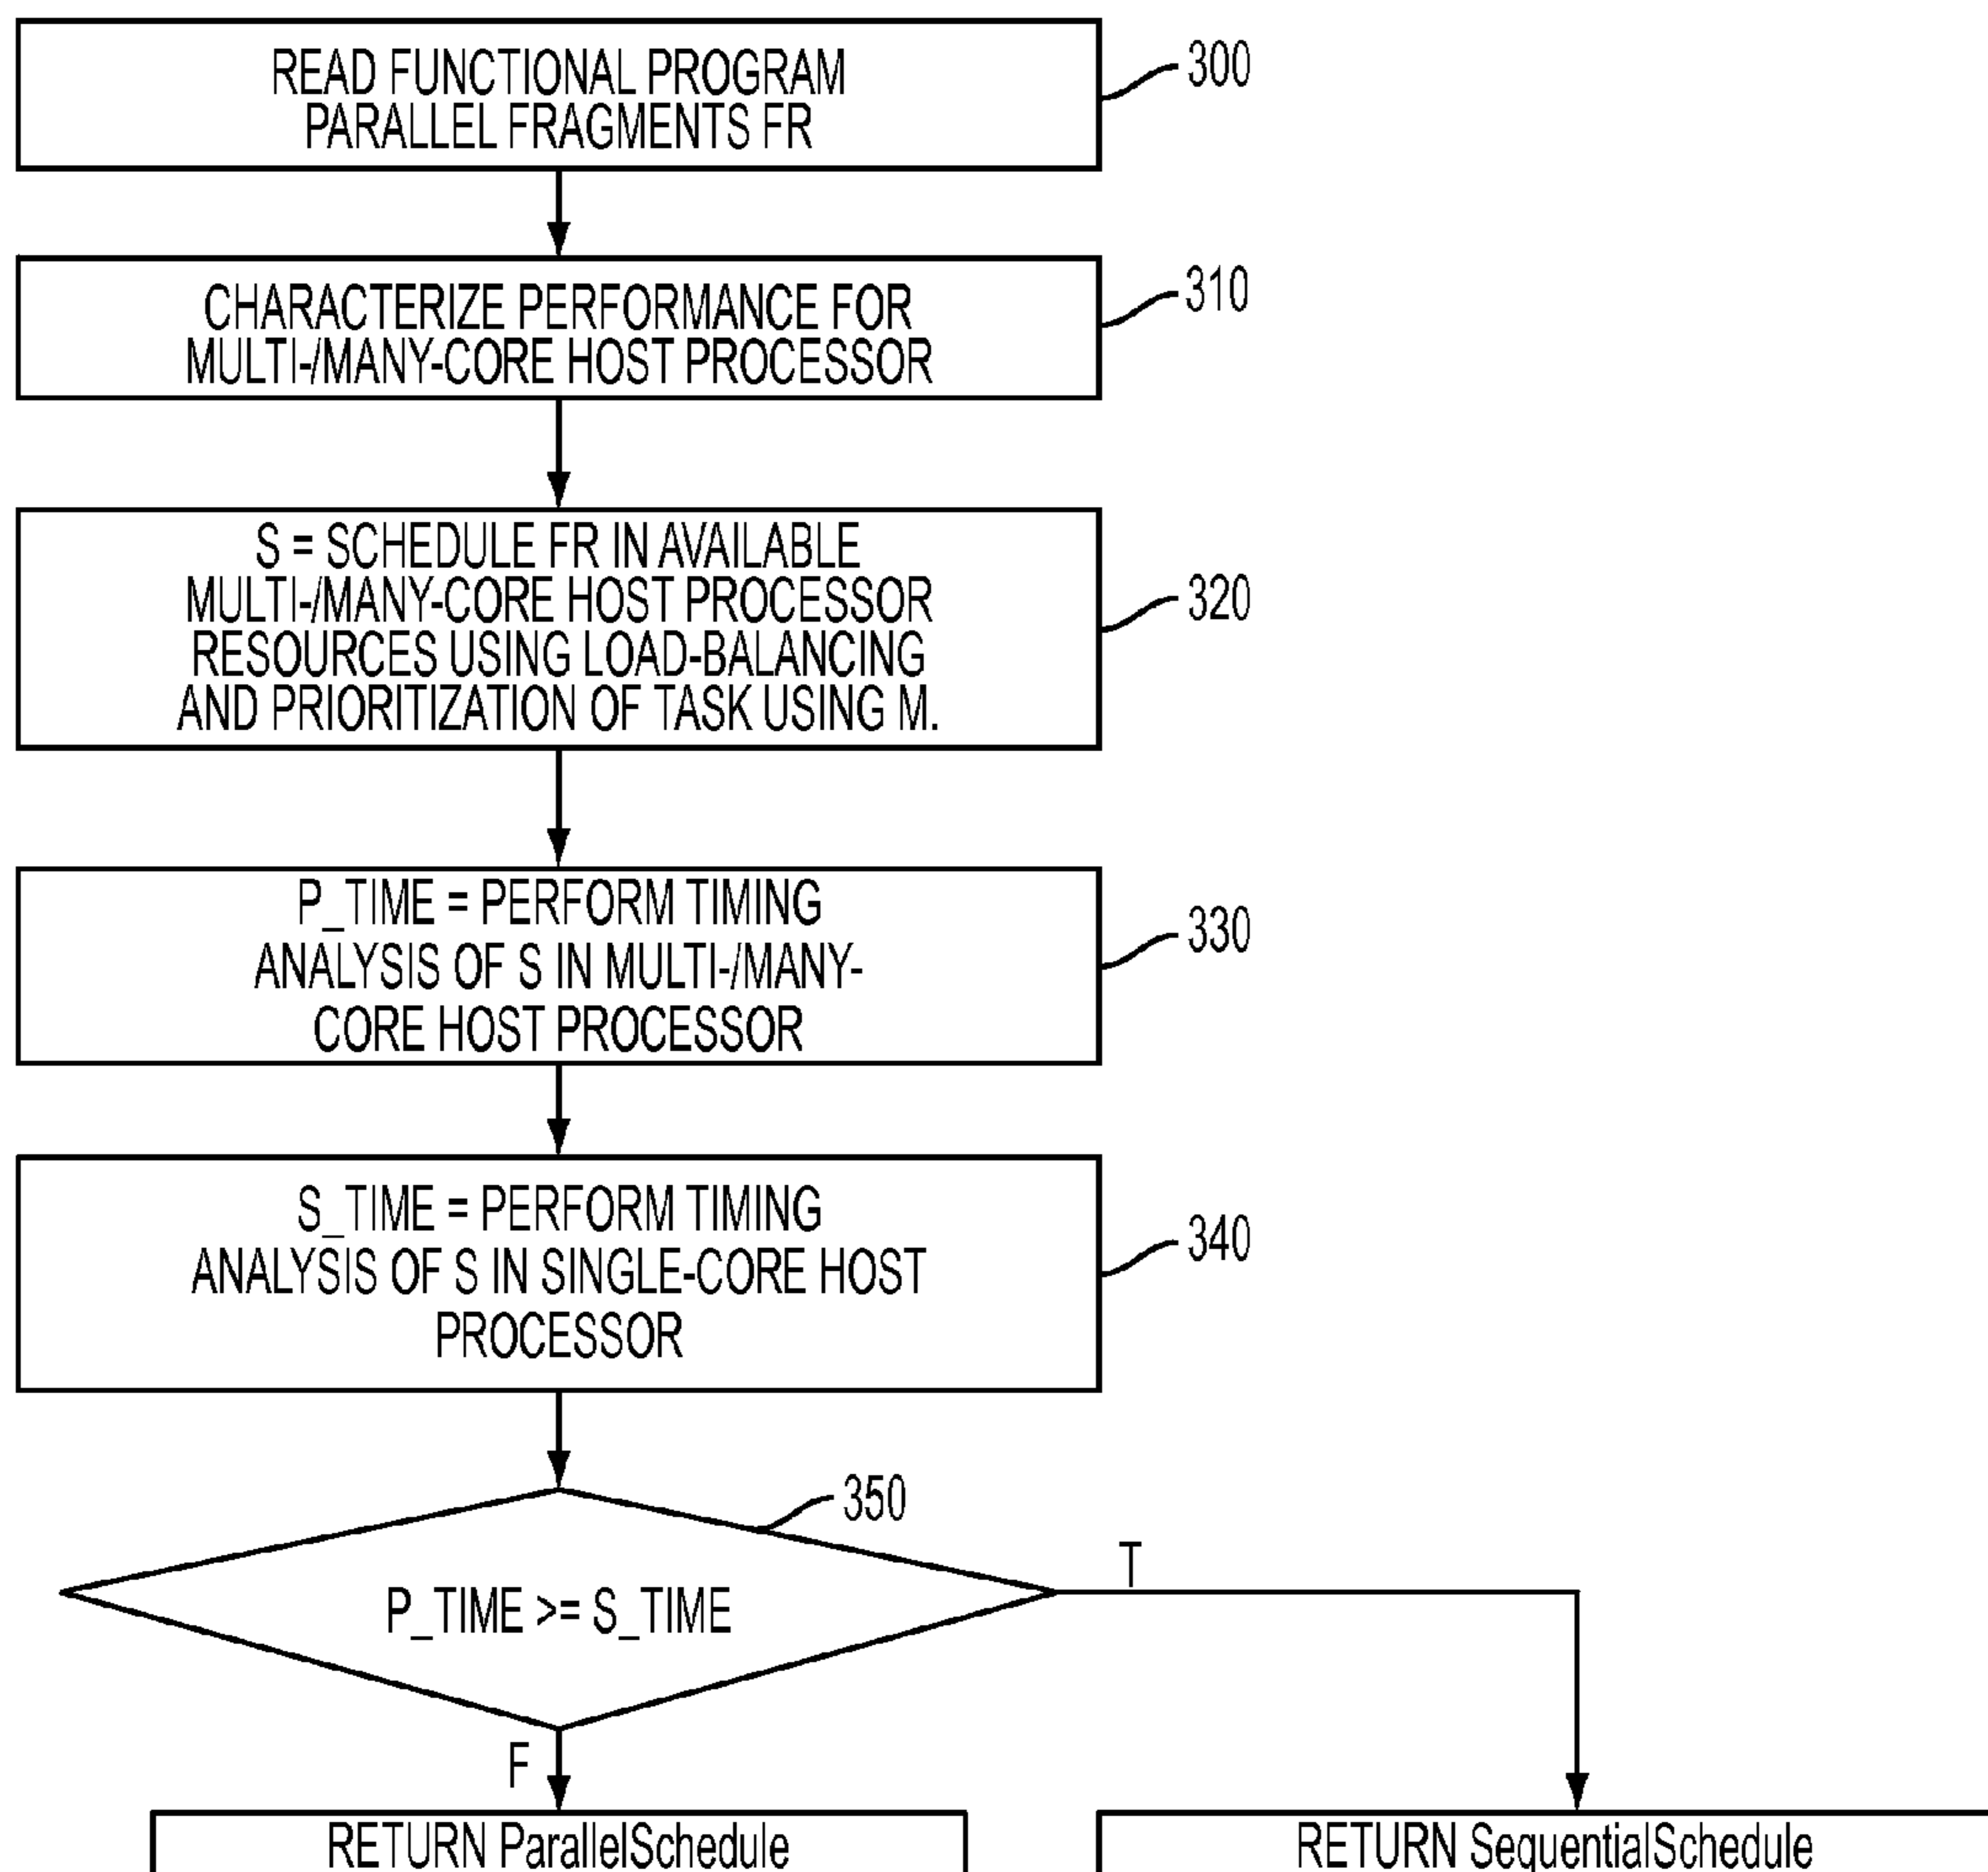 READ FUNCTIONAL PROGRAM
PARALLEL FRAGMENTS FR
300
CHARACTERIZE PERFORMANCE FOR
MULTI-/MANY-CORE HOST PROCESSOR
310
S = SCHEDULE FR IN AVAILABLE
MULTI-/MANY-CORE HOST PROCESSOR
RESOURCES USING LOAD-BALANCING
AND PRIORITIZATION OF TASK USING M.
320
P_TIME = PERFORM TIMING
ANALYSIS OF S IN MULTI-/MANY-
CORE HOST PROCESSOR
330
S_TIME = PERFORM TIMING
ANALYSIS OF S IN SINGLE-CORE HOST
PROCESSOR
340
350
P_TIME >= S_TIME
T
F
RETURN ParallelSchedule
RETURN SequentialSchedule